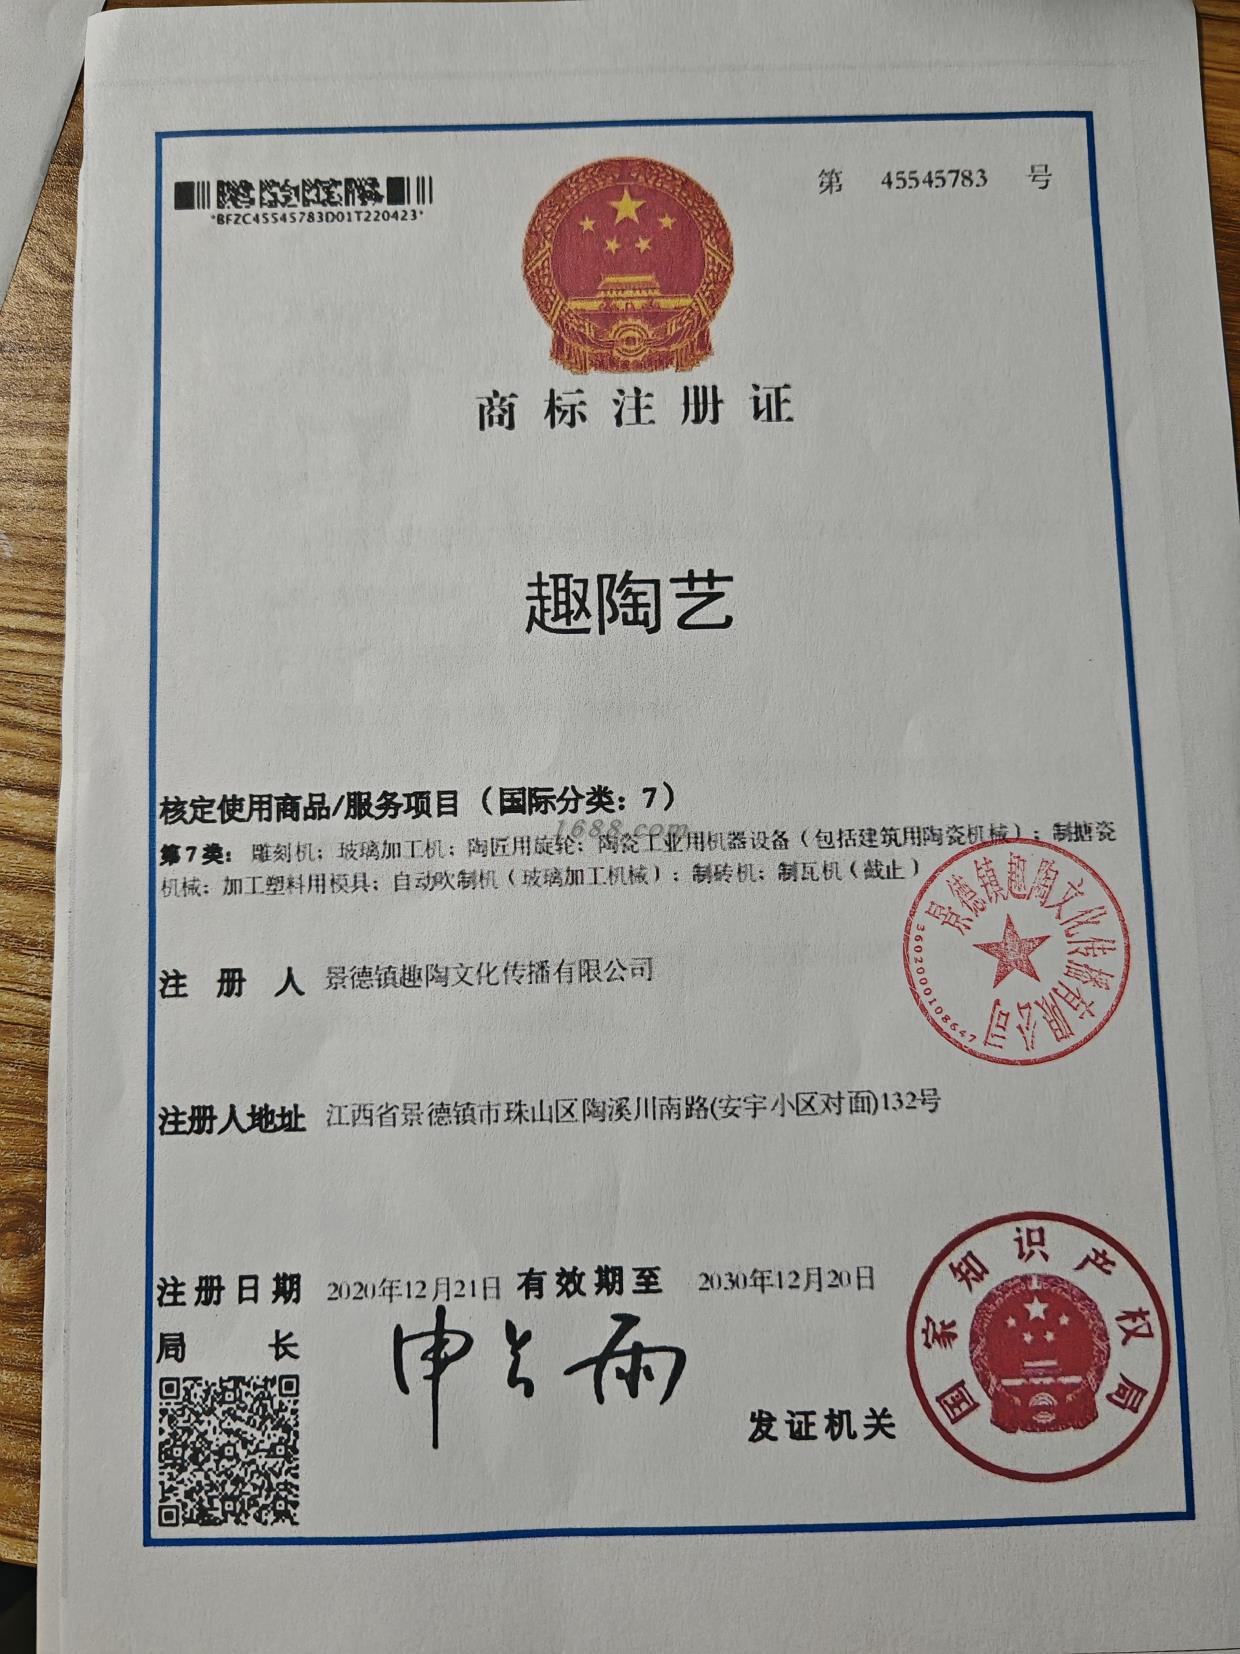 第 45545783 号
*BFZC45545783D01T220423*
商标注册证
趣陶艺
核定使用商品/服务项目（国际分类：7）
1688.com
第7类：雕刻机；玻璃加工机；陶匠用旋轮；陶瓷工业用机器设备（包括建筑用陶瓷机械）；制搪瓷
机械；加工塑料用模具；自动吹制机（玻璃加工机械）；制砖机；制瓦机（截止）
景德镇趣陶文化传播有限公司
3602000108647
注册人 景德镇趣陶文化传播有限公司
注册人地址 江西省景德镇市珠山区陶溪川南路(安宇小区对面)132号
注册日期 2020年12月21日 有效期至 2030年12月20日
局长 申长雨
发证机关
国家知识产权局